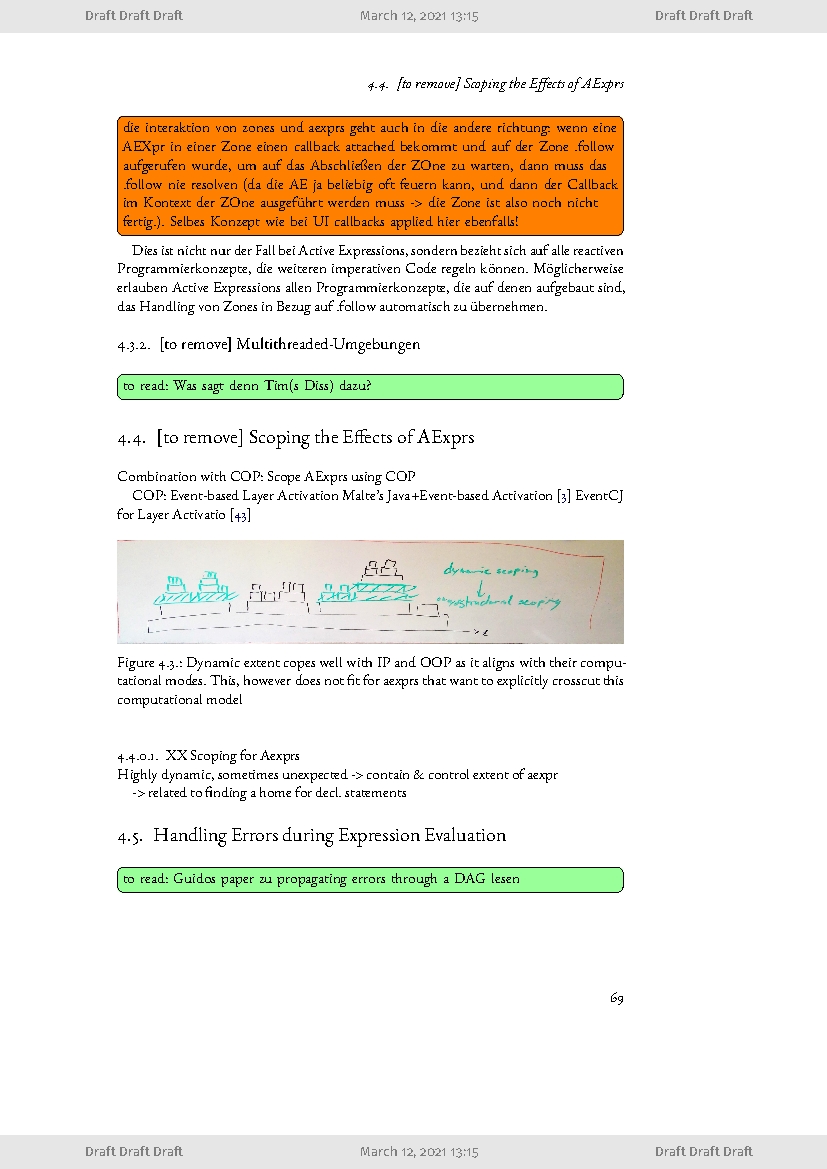 Draft Draft Draft March 12, 2021 13:15 Draft Draft Draft
4.4. [to remove] Scoping the Effects of AExprs
die interaktion von zones und aexprs geht auch in die andere richtung: wenn eine
AEXpr in einer Zone einen callback attached bekommt und auf der Zone .follow
aufgerufen wurde, um auf das Abschließen der ZOne zu warten, dann muss das
.follow nie resolven (da die AE ja beliebig oft feuern kann, und dann der Callback
im Kontext der ZOne ausgeführt werden muss -> die Zone ist also noch nicht
fertig.). Selbes Konzept wie bei UI callbacks applied hier ebenfalls!
Dies ist nicht nur der Fall bei Active Expressions, sondern bezieht sich auf alle reactiven
Programmierkonzepte, die weiteren imperativen Code regeln können. Möglicherweise
erlauben Active Expressions allen Programmierkonzepte, die auf denen aufgebaut sind,
das Handling von Zones in Bezug auf .follow automatisch zu übernehmen.
4.3.2. [to remove] Multithreaded-Umgebungen
to read: Was sagt denn Tim(s Diss) dazu?
4.4. [to remove] Scoping the Effects of AExprs
Combination with COP: Scope AExprs using COP
COP: Event-based Layer Activation Malte's Java+Event-based Activation [3] EventCJ
for Layer Activatio [43]
dynamic scoping
scoping
t
Figure 4.3.: Dynamic extent copes well with IP and OOP as it aligns with their compu-
tational modes. This, however does not fit for aexprs that want to explicitly crosscut this
computational model
4.4.0.1. XX Scoping for Aexprs
Highly dynamic, sometimes unexpected -> contain & control extent of aexpr
-> related to finding a home for decl. statements
4.5. Handling Errors during Expression Evaluation
to read: Guidos paper zu propagating errors through a DAG lesen
69
Draft Draft Draft March 12, 2021 13:15 Draft Draft Draft